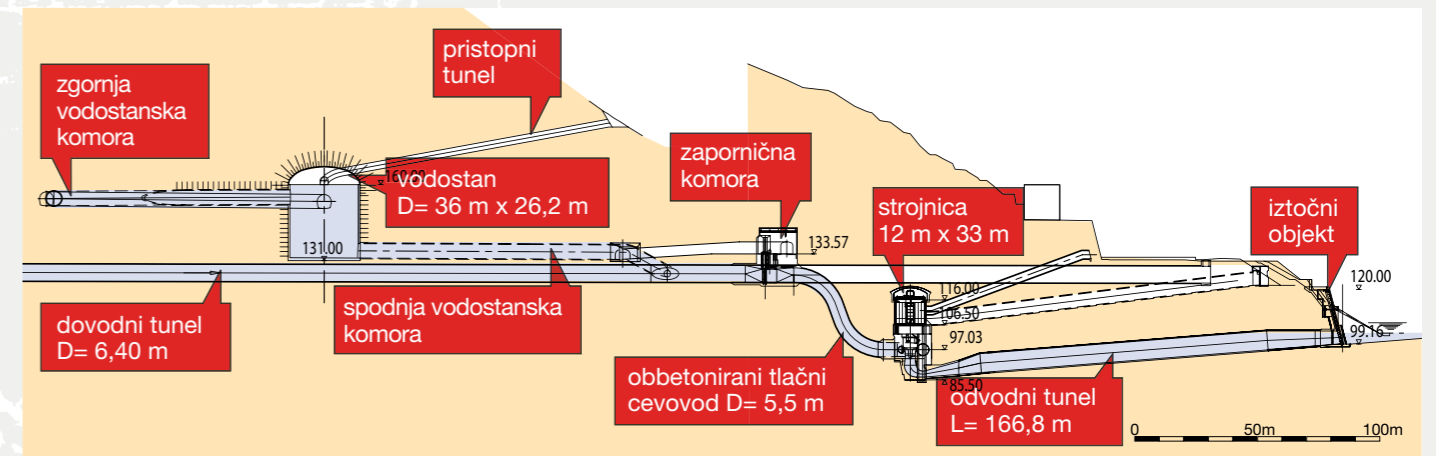 zgornja
vodostanska
komora
pristopni
tunel
160.00
vodostan
D= 36 m x 26,2 m
131.00
zapornična
komora
133.57
strojnica
12 m x 33 m
iztočni
objekt
116.00
106.50
97.03
85.50
120.00
99.16
dovodni tunel
D= 6,40 m
spodnja vodostanska
komora
obbetonirani tlačni
cevovod D= 5,5 m
odvodni tunel
L= 166,8 m
0 50m 100m